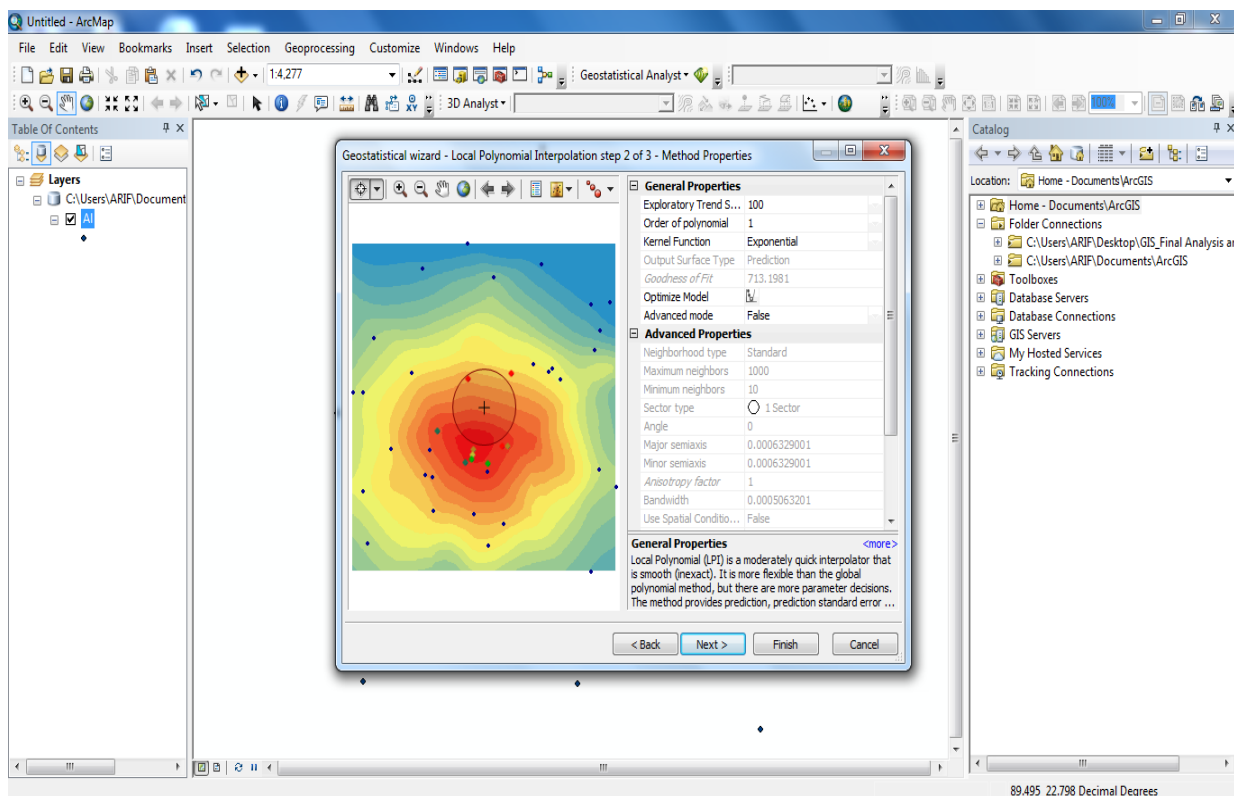 Untitled - ArcMap
File Edit View Bookmarks Insert Selection Geoprocessing Customize Windows Help
1:4,277 Geostatistical Analyst
3D Analyst 100%
Table Of Contents
Layers
C:\Users\ARIF\Document
AI
Geostatistical wizard - Local Polynomial Interpolation step 2 of 3 - Method Properties
General Properties
Exploratory Trend S... 100
Order of polynomial 1
Kernel Function Exponential
Output Surface Type Prediction
Goodness of Fit 713.1981
Optimize Model
Advanced mode False
Advanced Properties
Neighborhood type Standard
Maximum neighbors 1000
Minimum neighbors 10
Sector type 1 Sector
Angle 0
Major semiaxis 0.0006329001
Minor semiaxis 0.0006329001
Anisotropy factor 1
Bandwidth 0.0005063201
Use Spatial Conditio... False
General Properties <more>
Local Polynomial (LPI) is a moderately quick interpolator that
is smooth (inexact). It is more flexible than the global
polynomial method, but there are more parameter decisions.
The method provides prediction, prediction standard error ...
< Back Next > Finish Cancel
Catalog
Location: Home - Documents\ArcGIS
Home - Documents\ArcGIS
Folder Connections
C:\Users\ARIF\Desktop\GIS_Final Analysis ar
C:\Users\ARIF\Documents\ArcGIS
Toolboxes
Database Servers
Database Connections
GIS Servers
My Hosted Services
Tracking Connections
89.495 22.798 Decimal Degrees